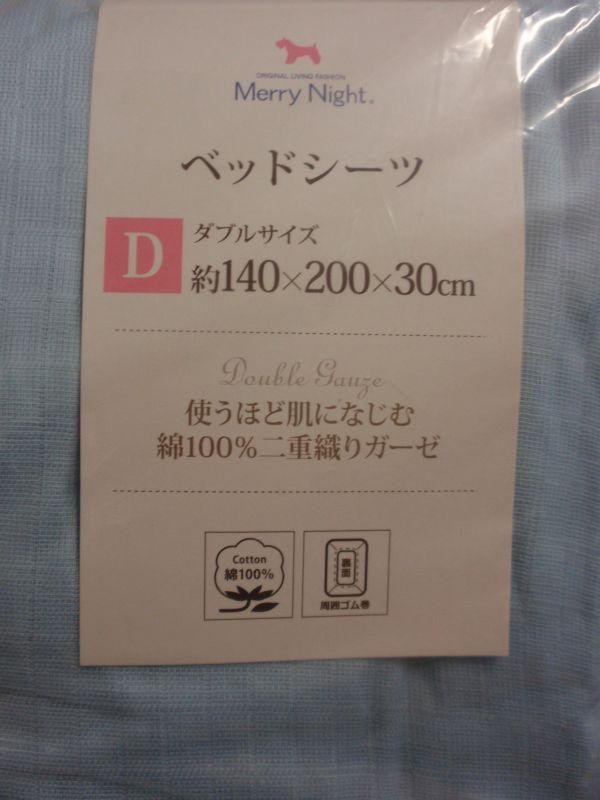 ORIGINAL LIVING FASHION
Merry Night®
ベッドシーツ
D
ダブルサイズ
約140×200×30cm
Double Gauze
使うほど肌になじむ
綿100%二重織りガーゼ
Cotton
綿100%
裏面
周囲ゴム巻